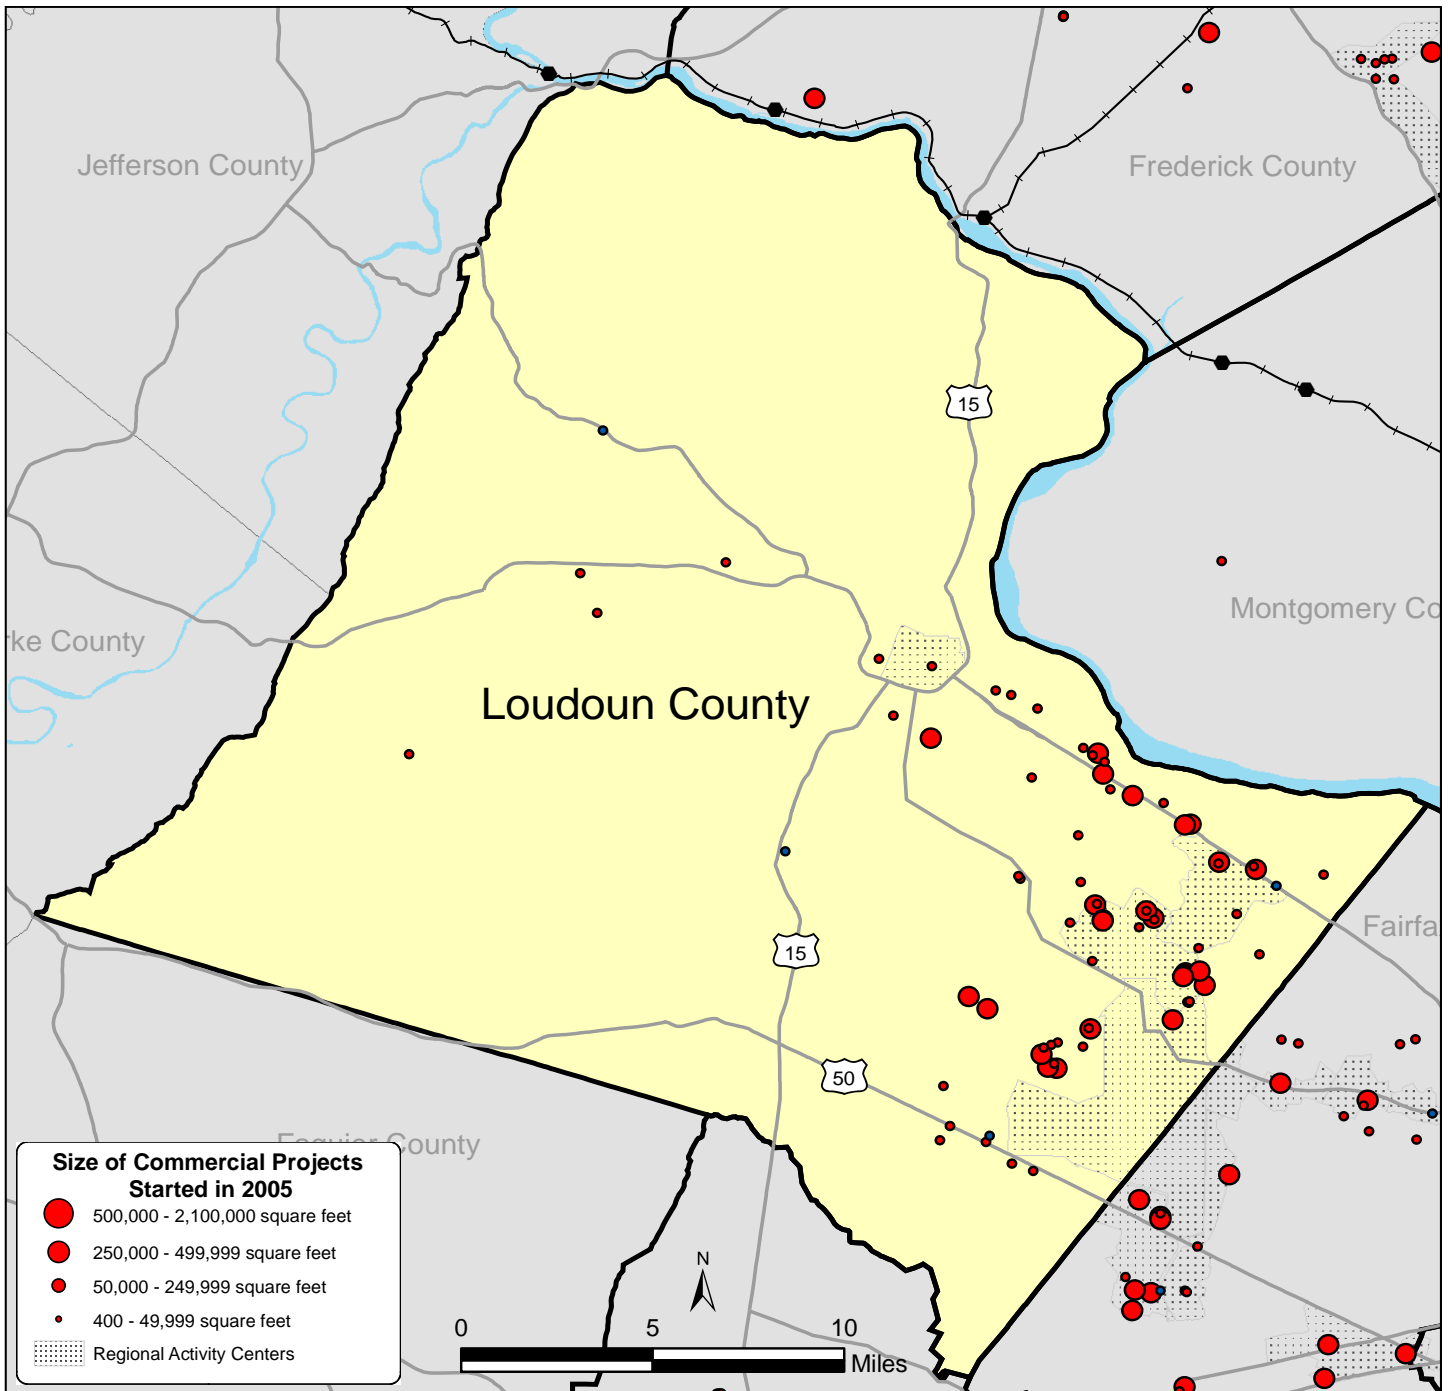 Jefferson County
Frederick County
15
Montgomery Co
rke County
Loudoun County
Fairfa
15
50
Fauquier County
Size of Commercial Projects
Started in 2005
500,000 - 2,100,000 square feet
250,000 - 499,999 square feet
50,000 - 249,999 square feet
400 - 49,999 square feet
Regional Activity Centers
N
0 5 10
Miles